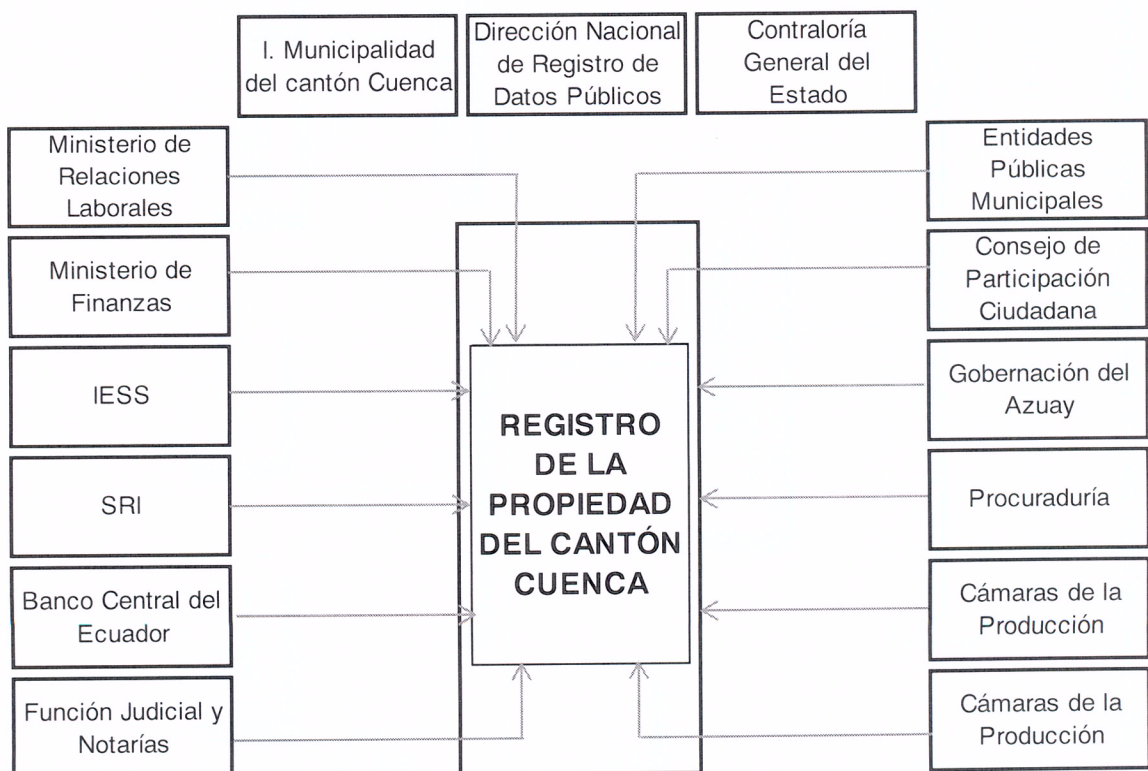 I. Municipalidad
del cantón Cuenca
Dirección Nacional
de Registro de
Datos Públicos
Contraloría
General del
Estado
Ministerio de
Relaciones
Laborales
Ministerio de
Finanzas
IESS
SRI
Banco Central del
Ecuador
Función Judicial y
Notarías
REGISTRO
DE LA
PROPIEDAD
DEL CANTÓN
CUENCA
Entidades
Públicas
Municipales
Consejo de
Participación
Ciudadana
Gobernación del
Azuay
Procuraduría
Cámaras de la
Producción
Cámaras de la
Producción